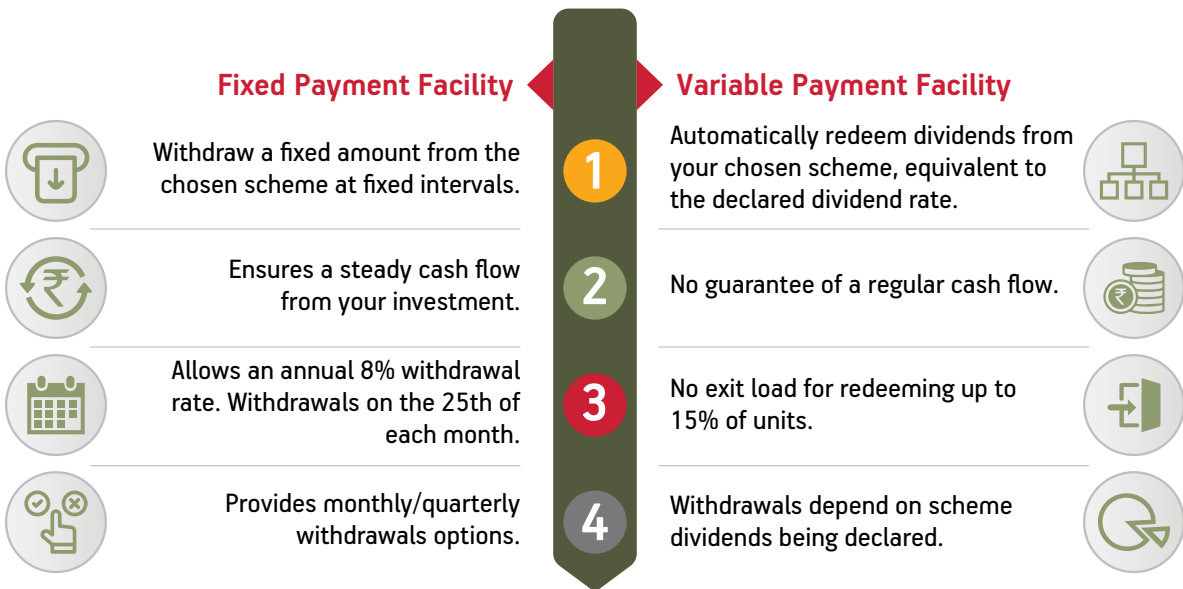 Fixed Payment Facility
Variable Payment Facility
Withdraw a fixed amount from the
chosen scheme at fixed intervals.
1
Automatically redeem dividends from
your chosen scheme, equivalent to
the declared dividend rate.
₹
Ensures a steady cash flow
from your investment.
2
No guarantee of a regular cash flow.
₹
Allows an annual 8% withdrawal
rate. Withdrawals on the 25th of
each month.
3
No exit load for redeeming up to
15% of units.
Provides monthly/quarterly
withdrawals options.
4
Withdrawals depend on scheme
dividends being declared.